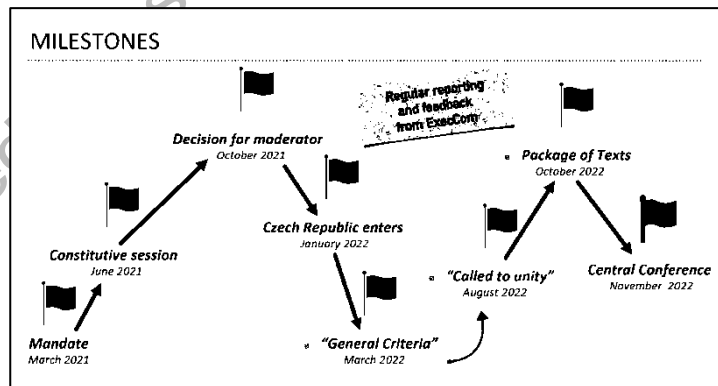 MILESTONES
Regular reporting
and feedback
from ExecCom
Decision for moderator
October 2021
Package of Texts
October 2022
Czech Republic enters
January 2022
Constitutive session
June 2021
"Called to unity"
August 2022
Central Conference
November 2022
Mandate
March 2021
"General Criteria"
March 2022